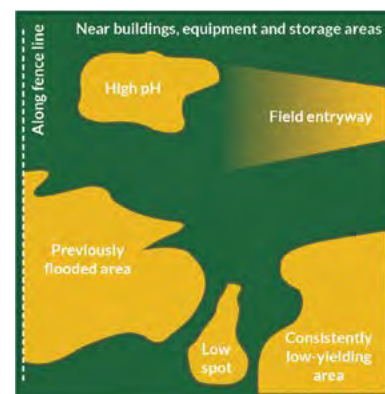 Near buildings, equipment and storage areas
Along fence line
High pH
Field entryway
Previously
flooded area
Low
spot
Consistently
low-yielding
area